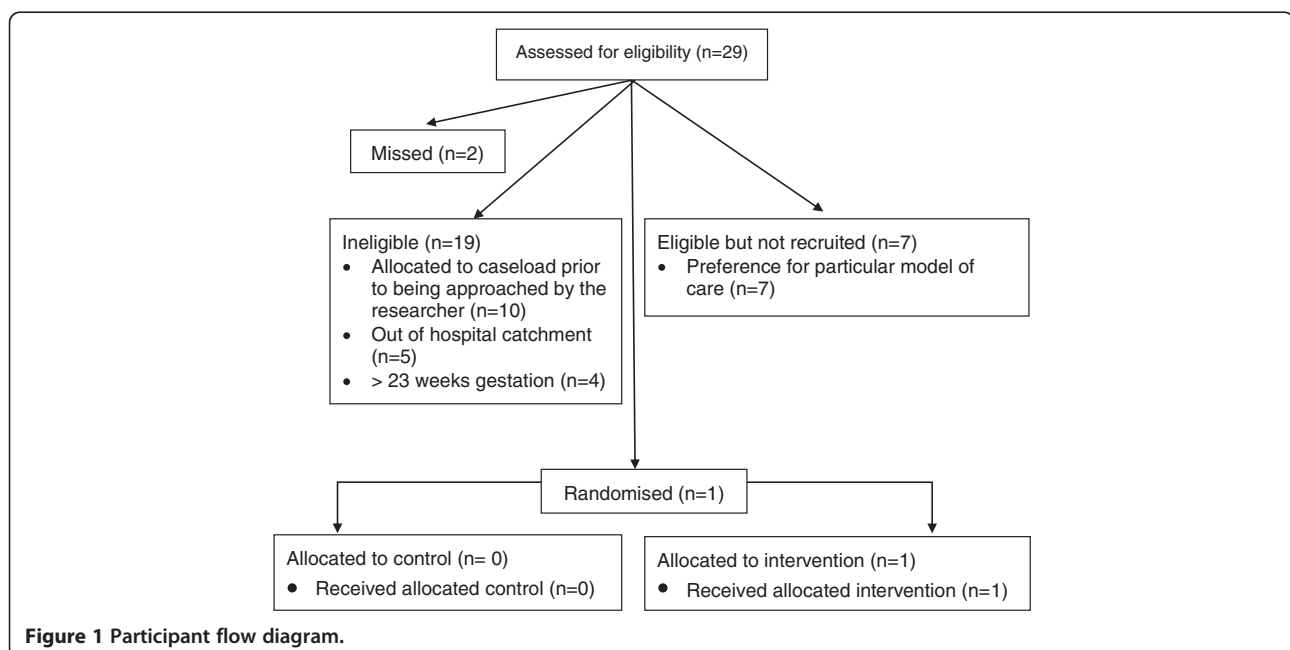 Assessed for eligibility (n=29)
Missed (n=2)
Ineligible (n=19)
• Allocated to caseload prior
to being approached by the
researcher (n=10)
• Out of hospital catchment
(n=5)
• > 23 weeks gestation (n=4)
Eligible but not recruited (n=7)
• Preference for particular model of
care (n=7)
Randomised (n=1)
Allocated to control (n= 0)
• Received allocated control (n=0)
Allocated to intervention (n=1)
• Received allocated intervention (n=1)
Figure 1 Participant flow diagram.